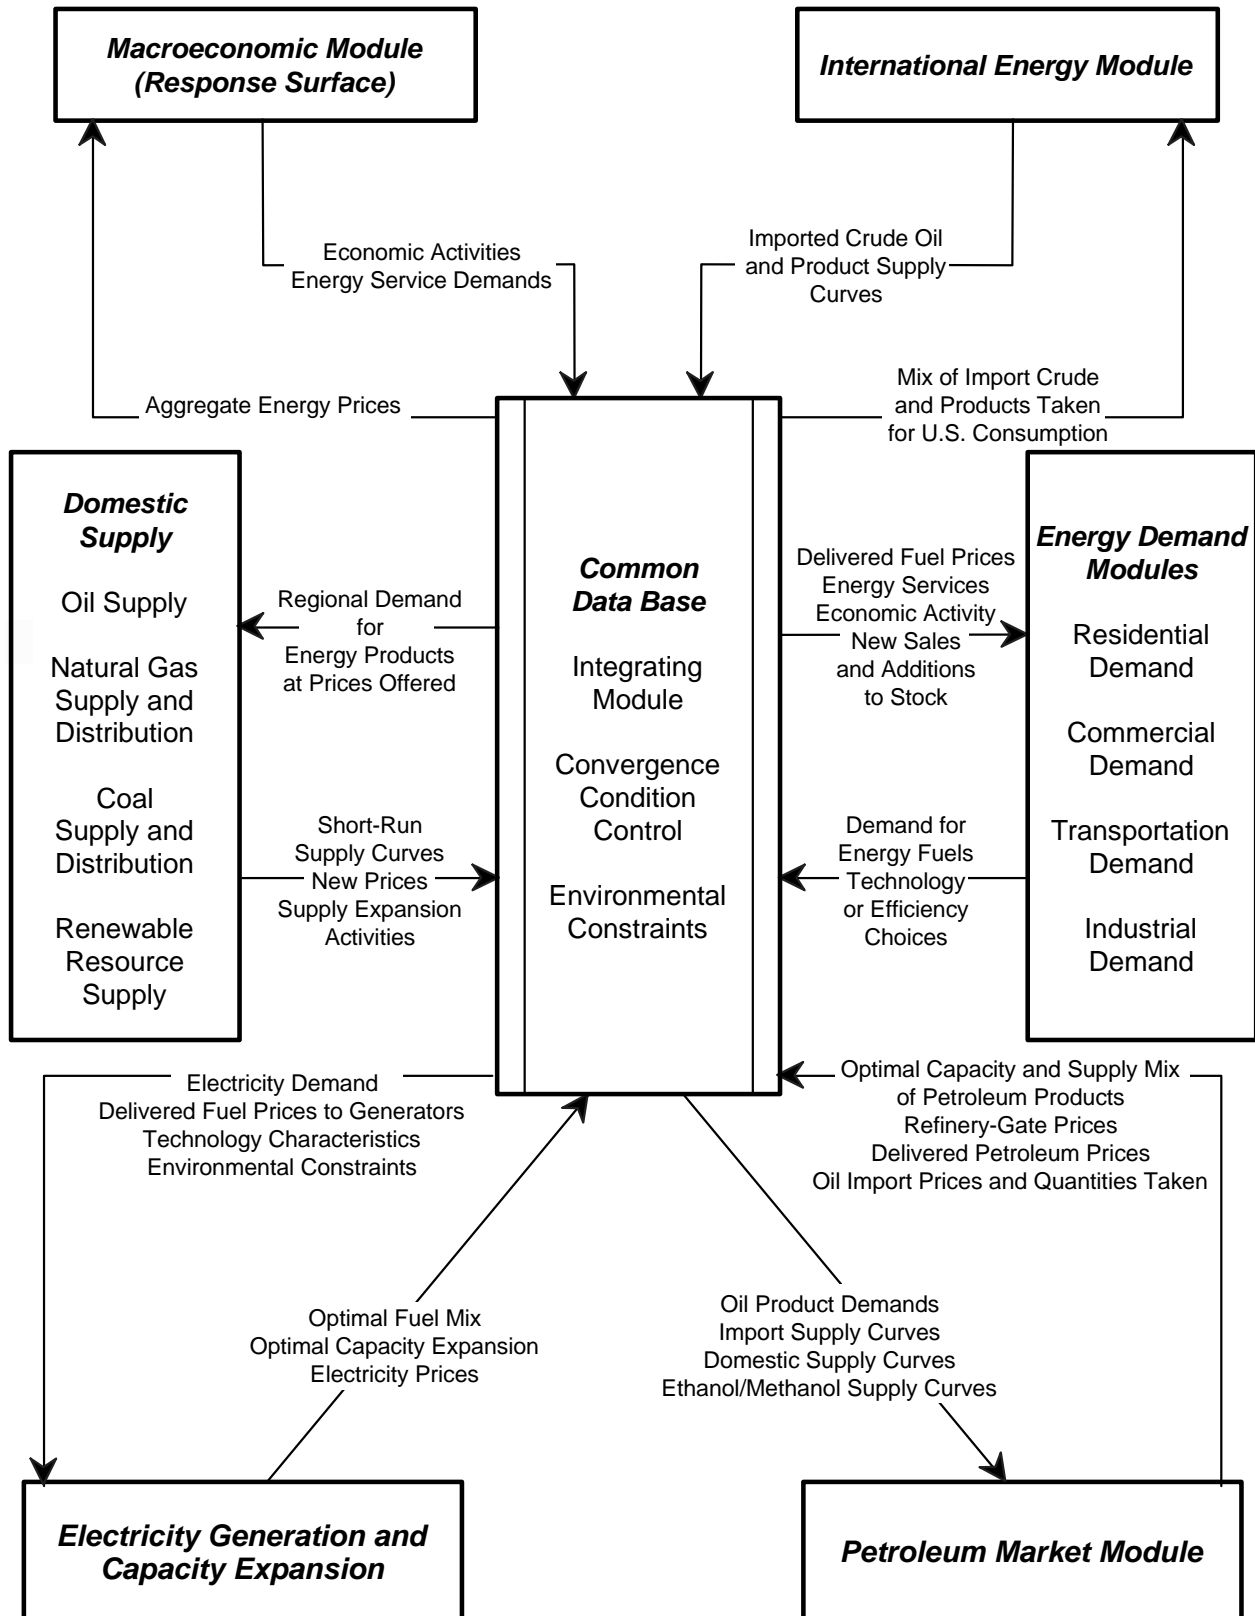 Macroeconomic Module
(Response Surface)
International Energy Module
Economic Activities
Energy Service Demands
Imported Crude Oil
and Product Supply
Curves
Aggregate Energy Prices
Mix of Import Crude
and Products Taken
for U.S. Consumption
Domestic
Supply
Oil Supply
Natural Gas
Supply and
Distribution
Coal
Supply and
Distribution
Renewable
Resource
Supply
Regional Demand
for
Energy Products
at Prices Offered
Short-Run
Supply Curves
New Prices
Supply Expansion
Activities
Common
Data Base
Integrating
Module
Convergence
Condition
Control
Environmental
Constraints
Delivered Fuel Prices
Energy Services
Economic Activity
New Sales
and Additions
to Stock
Demand for
Energy Fuels
Technology
or Efficiency
Choices
Energy Demand
Modules
Residential
Demand
Commercial
Demand
Transportation
Demand
Industrial
Demand
Electricity Demand
Delivered Fuel Prices to Generators
Technology Characteristics
Environmental Constraints
Optimal Capacity and Supply Mix
of Petroleum Products
Refinery-Gate Prices
Delivered Petroleum Prices
Oil Import Prices and Quantities Taken
Optimal Fuel Mix
Optimal Capacity Expansion
Electricity Prices
Oil Product Demands
Import Supply Curves
Domestic Supply Curves
Ethanol/Methanol Supply Curves
Electricity Generation and
Capacity Expansion
Petroleum Market Module